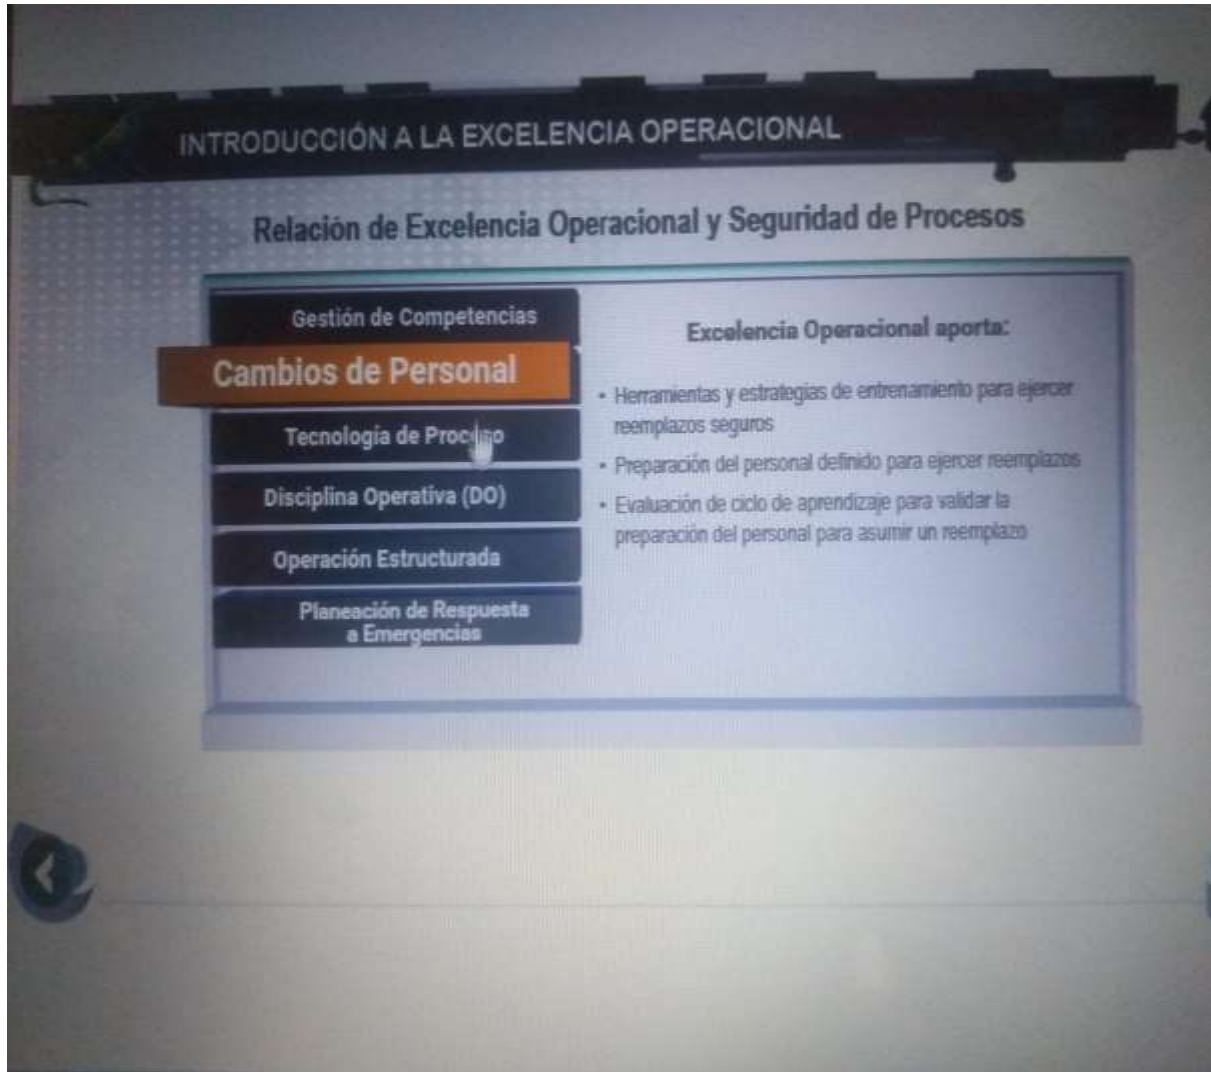 INTRODUCCIÓN A LA EXCELENCIA OPERACIONAL
Relación de Excelencia Operacional y Seguridad de Procesos
Gestión de Competencias
Cambios de Personal
Tecnología de Proceso
Disciplina Operativa (DO)
Operación Estructurada
Planeación de Respuesta
a Emergencias
Excelencia Operacional aporta:
• Herramientas y estrategias de entrenamiento para ejercer
reemplazos seguros
• Preparación del personal definido para ejercer reemplazos
• Evaluación de ciclo de aprendizaje para validar la
preparación del personal para asumir un reemplazo